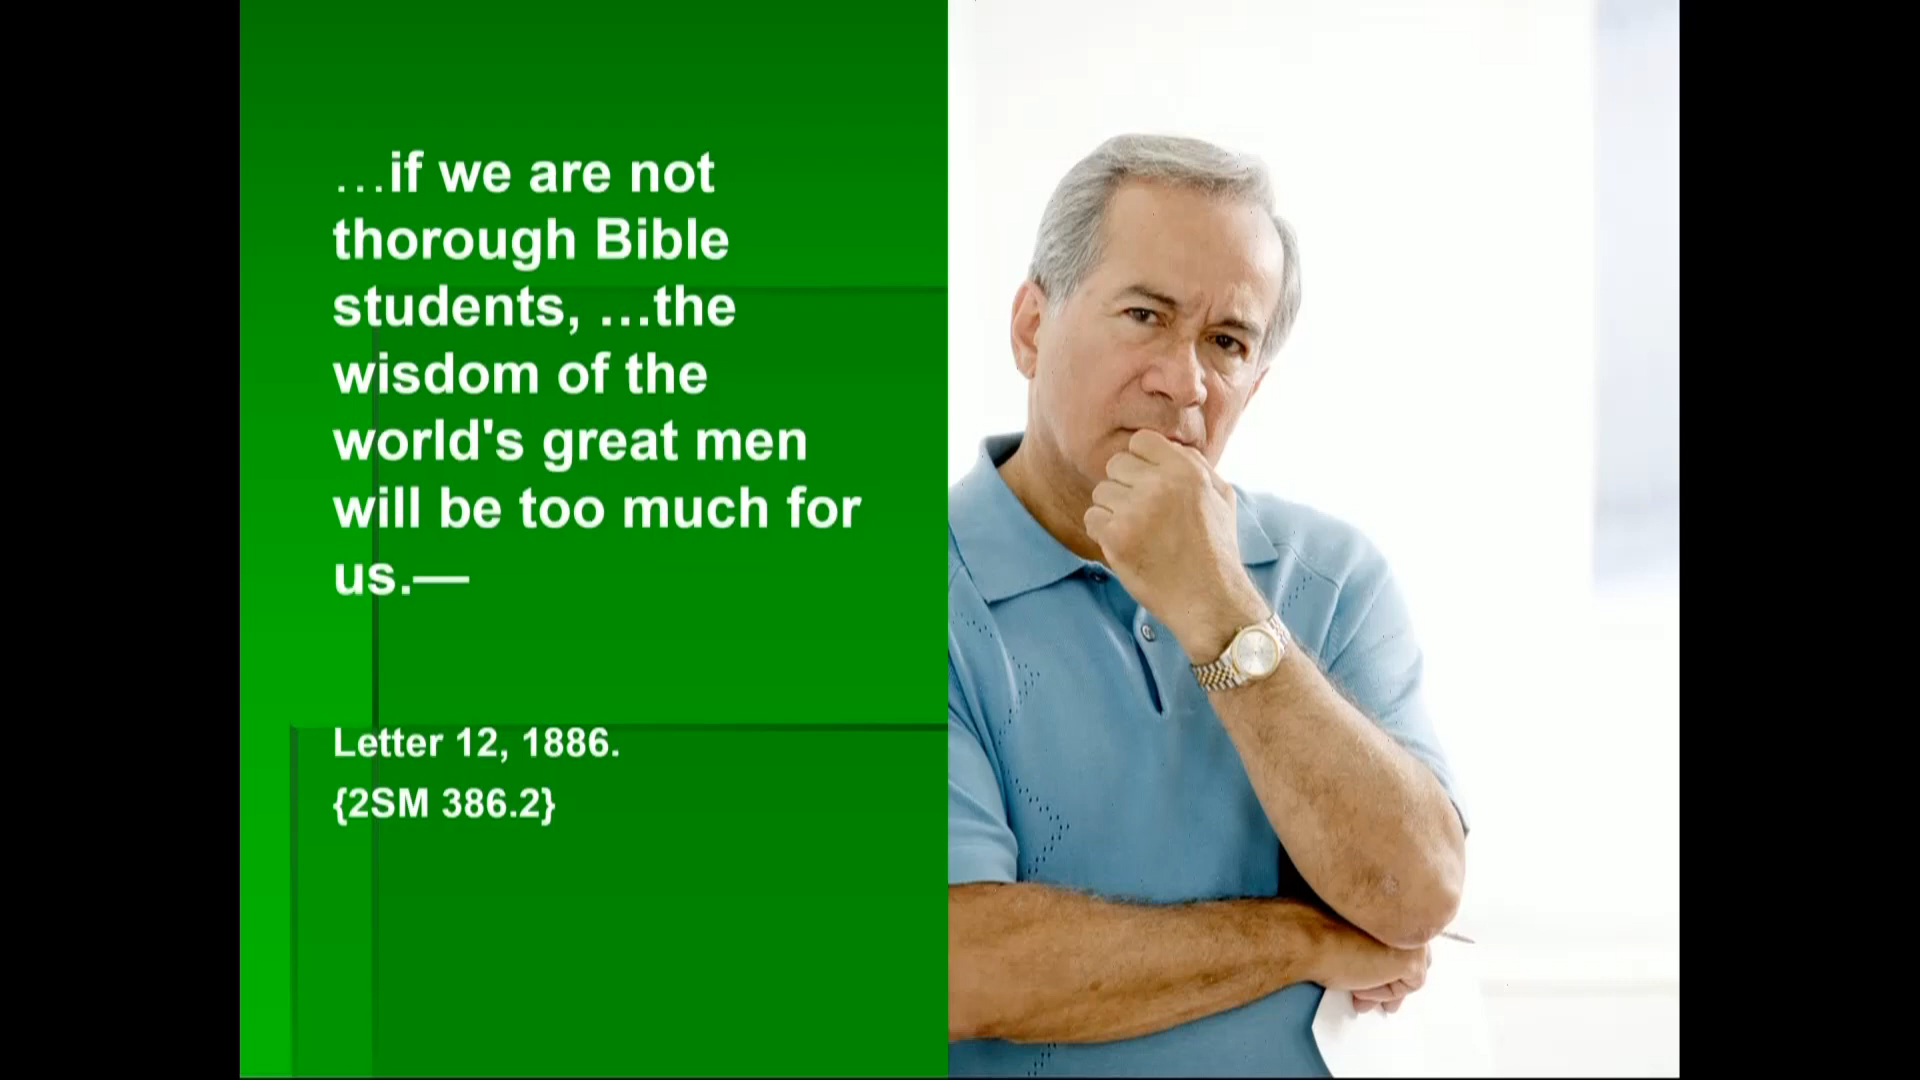 …if we are not
thorough Bible
students, …the
wisdom of the
world's great men
will be too much for
us.—
Letter 12, 1886.
{2SM 386.2}